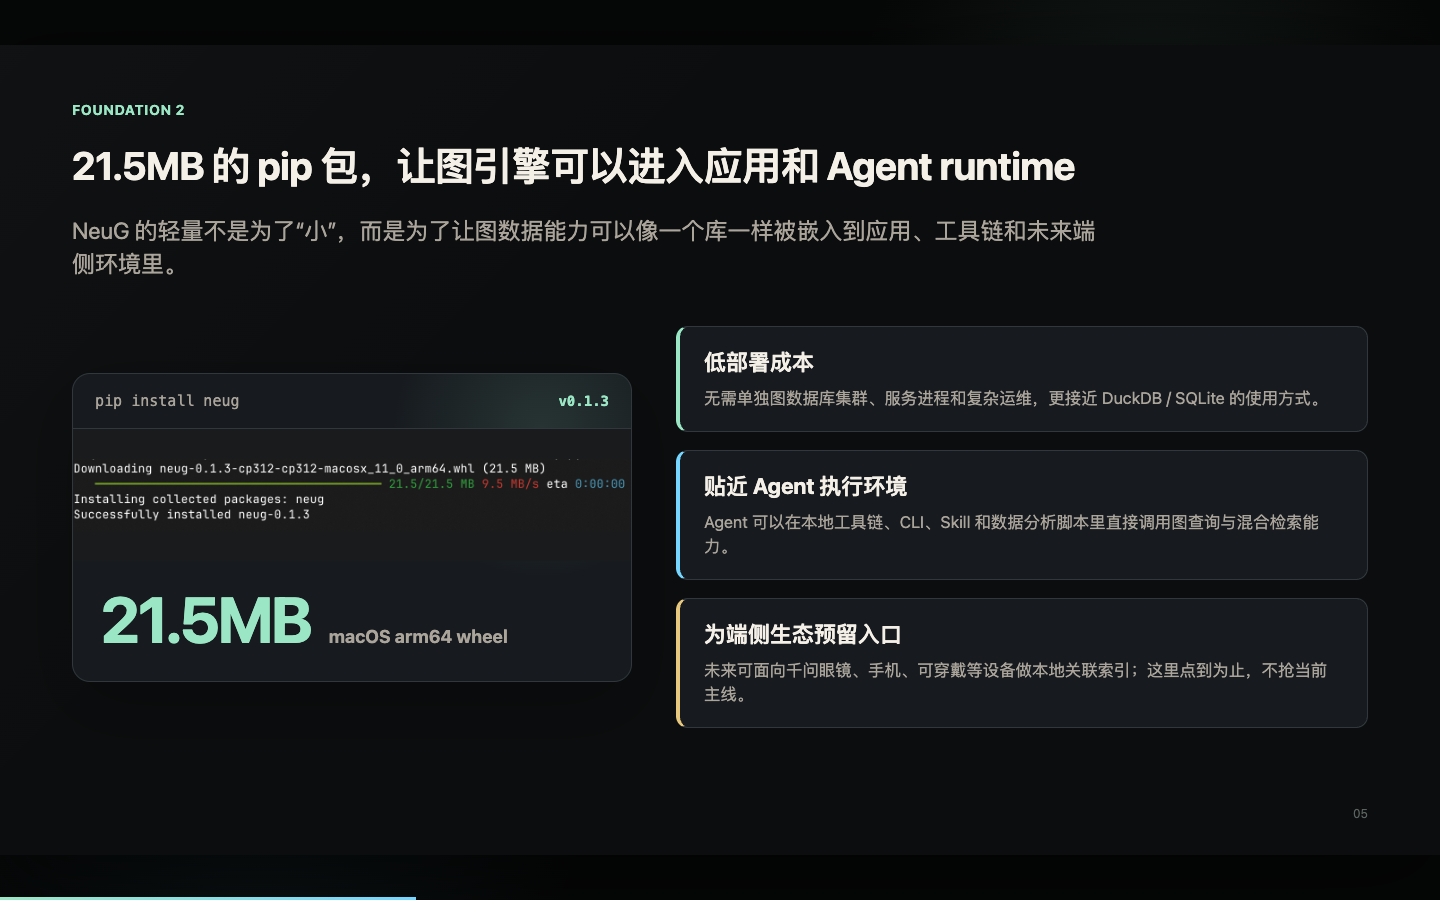 FOUNDATION 2
21.5MB 的 pip 包，让图引擎可以进入应用和 Agent runtime
NeuG 的轻量不是为了“小”，而是为了让图数据能力可以像一个库一样被嵌入到应用、工具链和未来端
侧环境里。
pip install neug
v0.1.3
Downloading neug-0.1.3-cp312-cp312-macosx_11_0_arm64.whl (21.5 MB)
21.5/21.5 MB 9.5 MB/s eta 0:00:00
Installing collected packages: neug
Successfully installed neug-0.1.3
21.5MB macOS arm64 wheel
低部署成本
无需单独图数据库集群、服务进程和复杂运维，更接近 DuckDB / SQLite 的使用方式。
贴近 Agent 执行环境
Agent 可以在本地工具链、CLI、Skill 和数据分析脚本里直接调用图查询与混合检索能
力。
为端侧生态预留入口
未来可面向千问眼镜、手机、可穿戴等设备做本地关联索引；这里点到为止，不抢当前
主线。
05